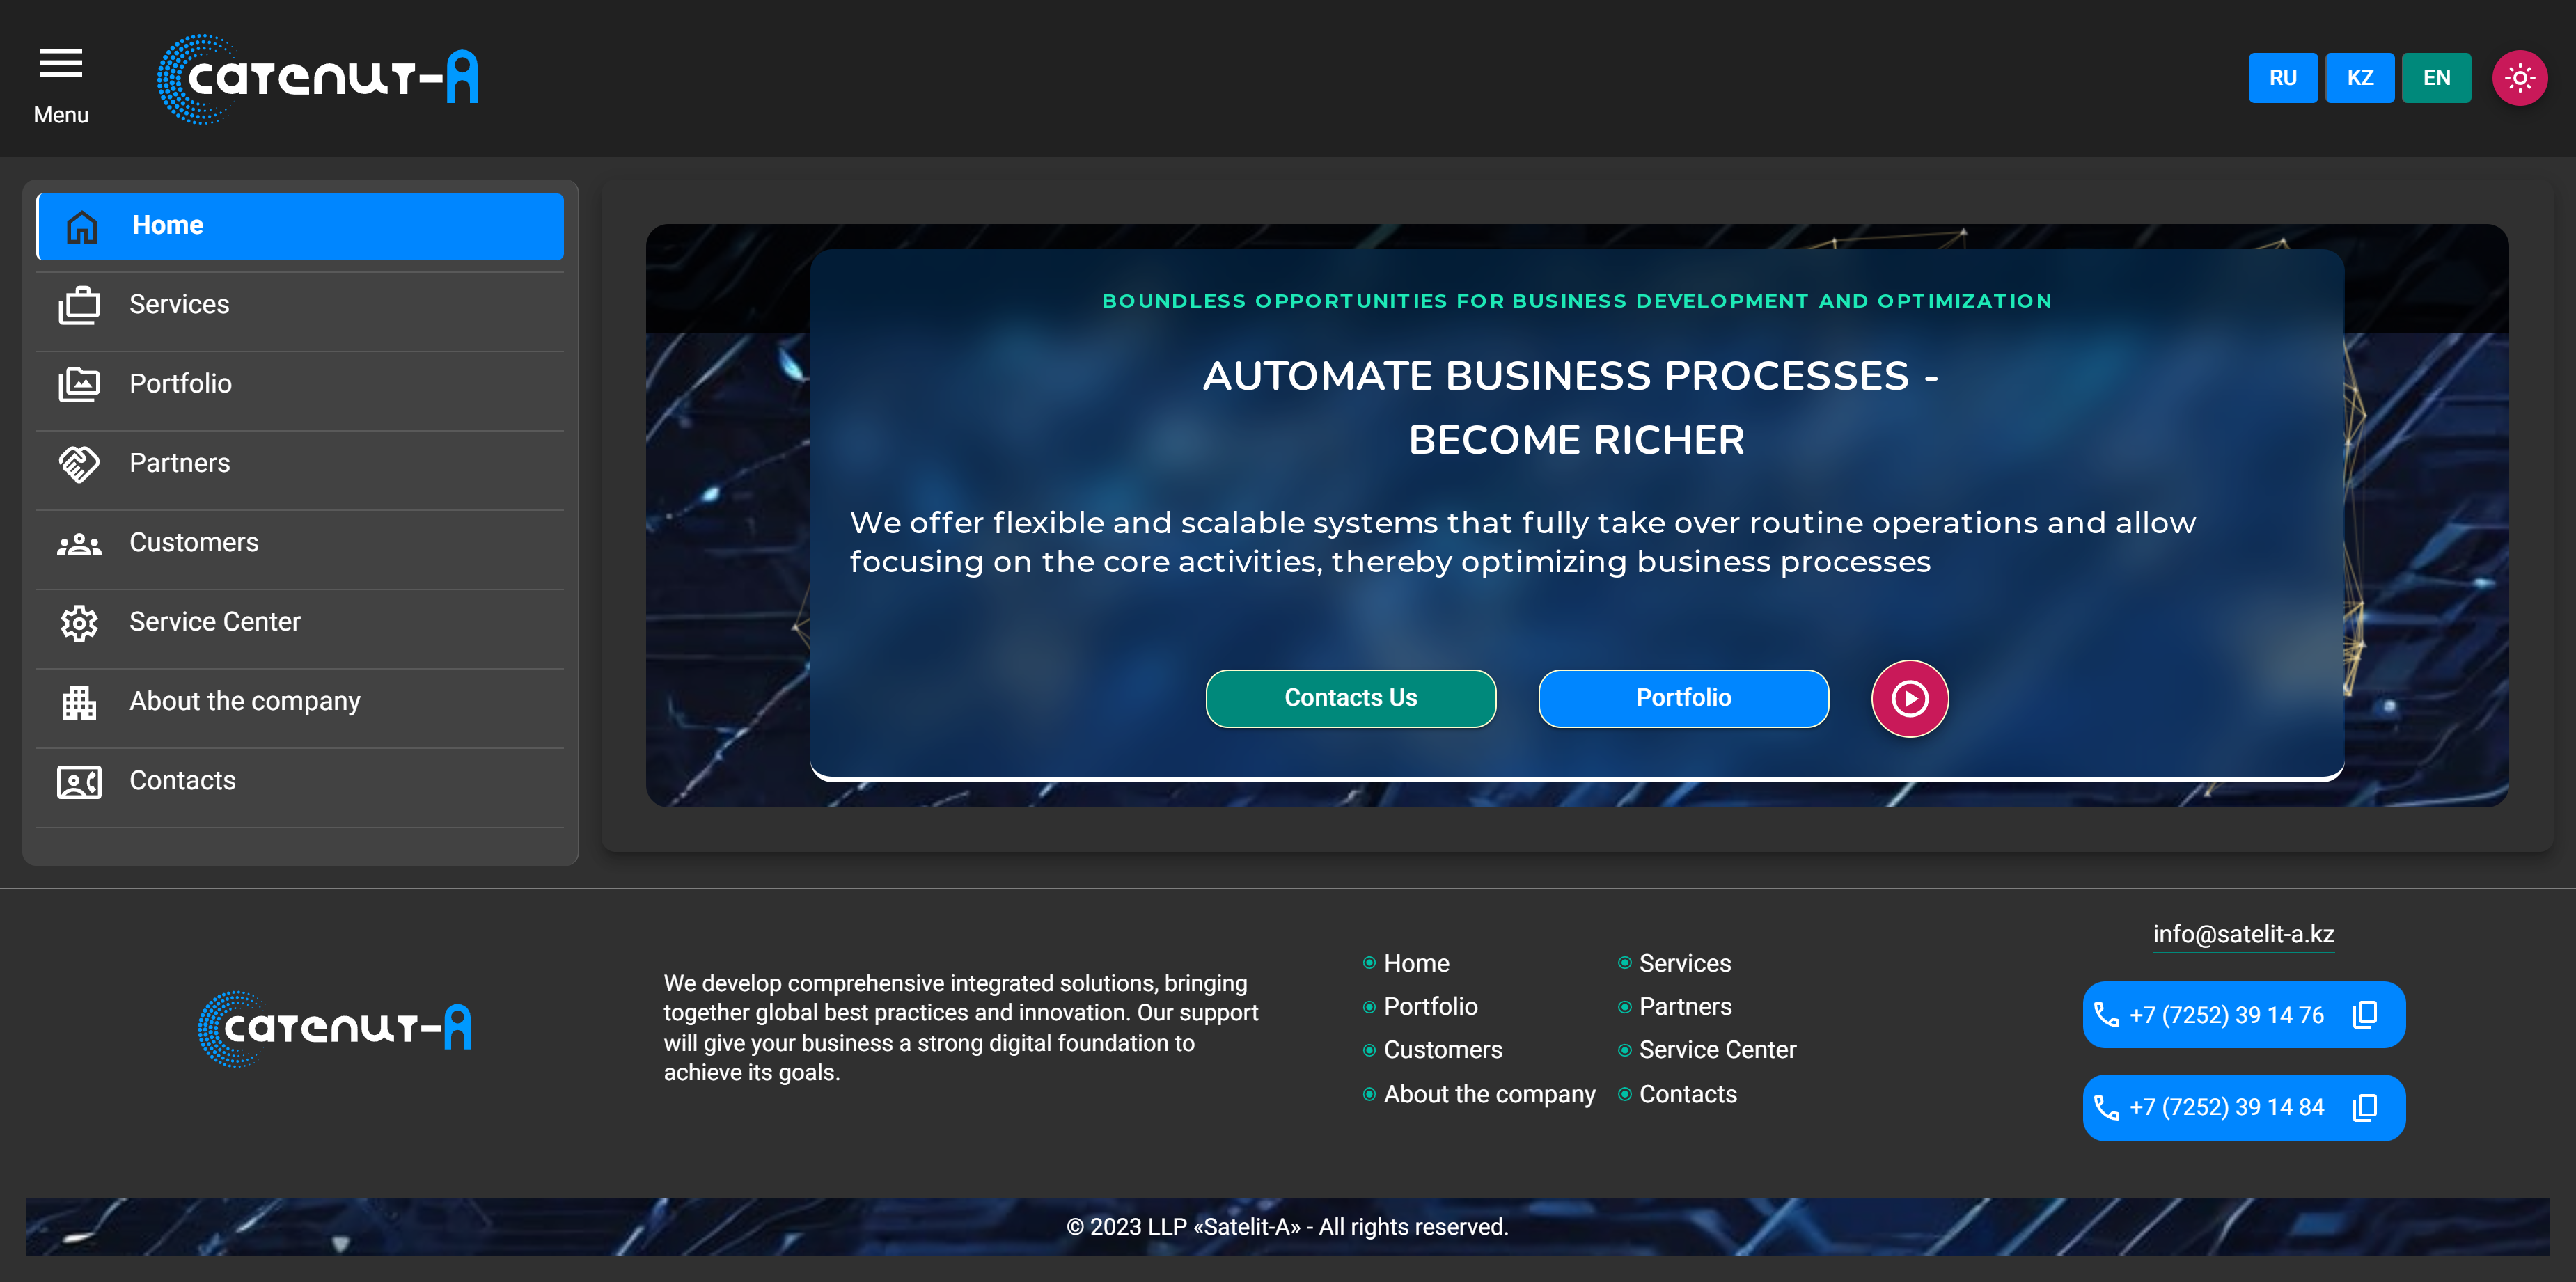 Menu
сателит-А
RU
KZ
EN
Home
Services
Portfolio
Partners
Customers
Service Center
About the company
Contacts
BOUNDLESS OPPORTUNITIES FOR BUSINESS DEVELOPMENT AND OPTIMIZATION
AUTOMATE BUSINESS PROCESSES -
BECOME RICHER
We offer flexible and scalable systems that fully take over routine operations and allow
focusing on the core activities, thereby optimizing business processes
Contacts Us
Portfolio
сателит-А
We develop comprehensive integrated solutions, bringing
together global best practices and innovation. Our support
will give your business a strong digital foundation to
achieve its goals.
Home
Services
Portfolio
Partners
Customers
Service Center
About the company
Contacts
info@satelit-a.kz
+7 (7252) 39 14 76
+7 (7252) 39 14 84
© 2023 LLP «Satelit-A» - All rights reserved.